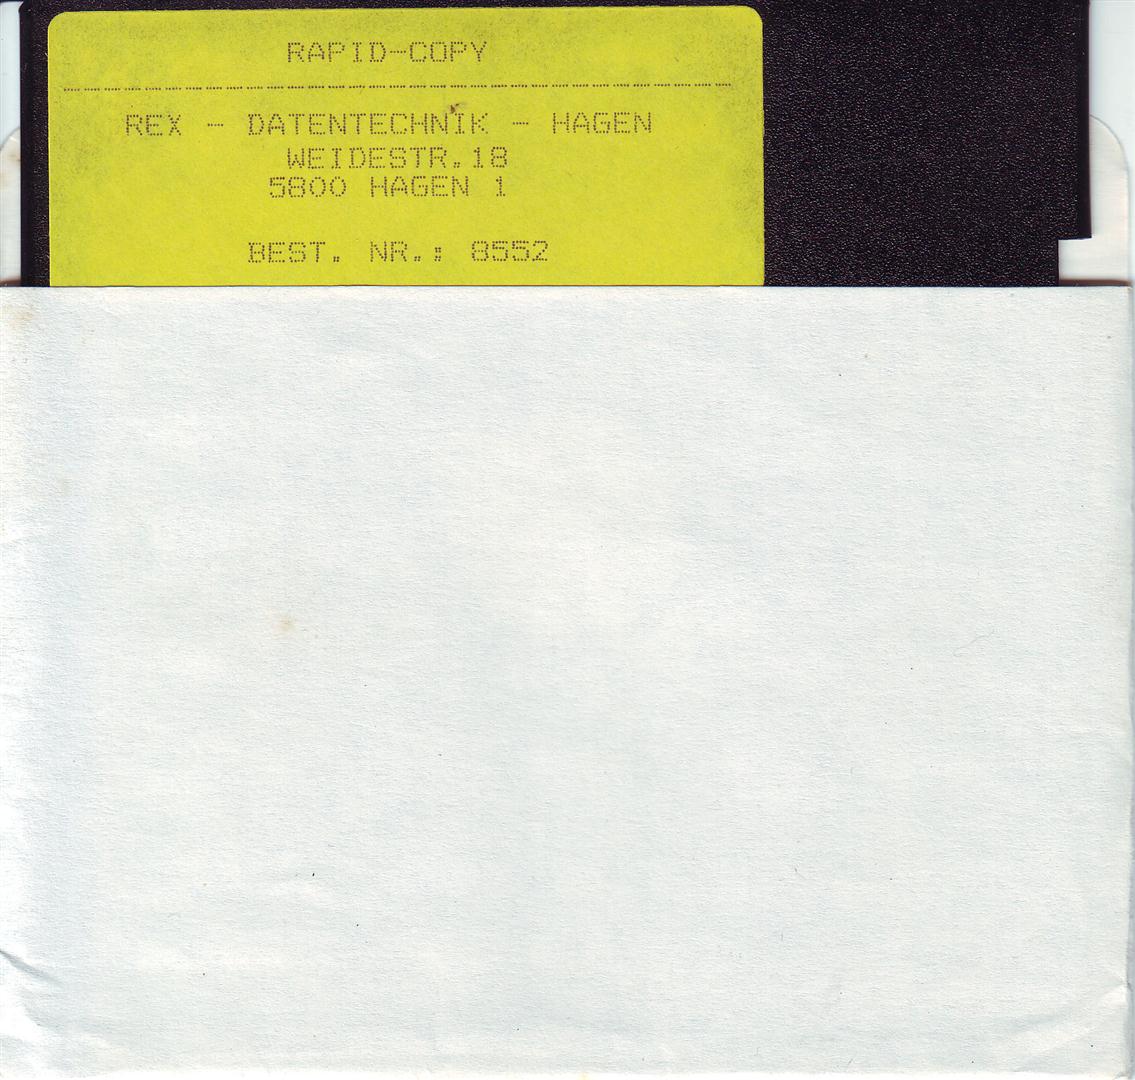 RAPID-COPY
REX - DATENTECHNIK - HAGEN
WEIDESTR.18
5800 HAGEN 1
BEST. NR.: 8552